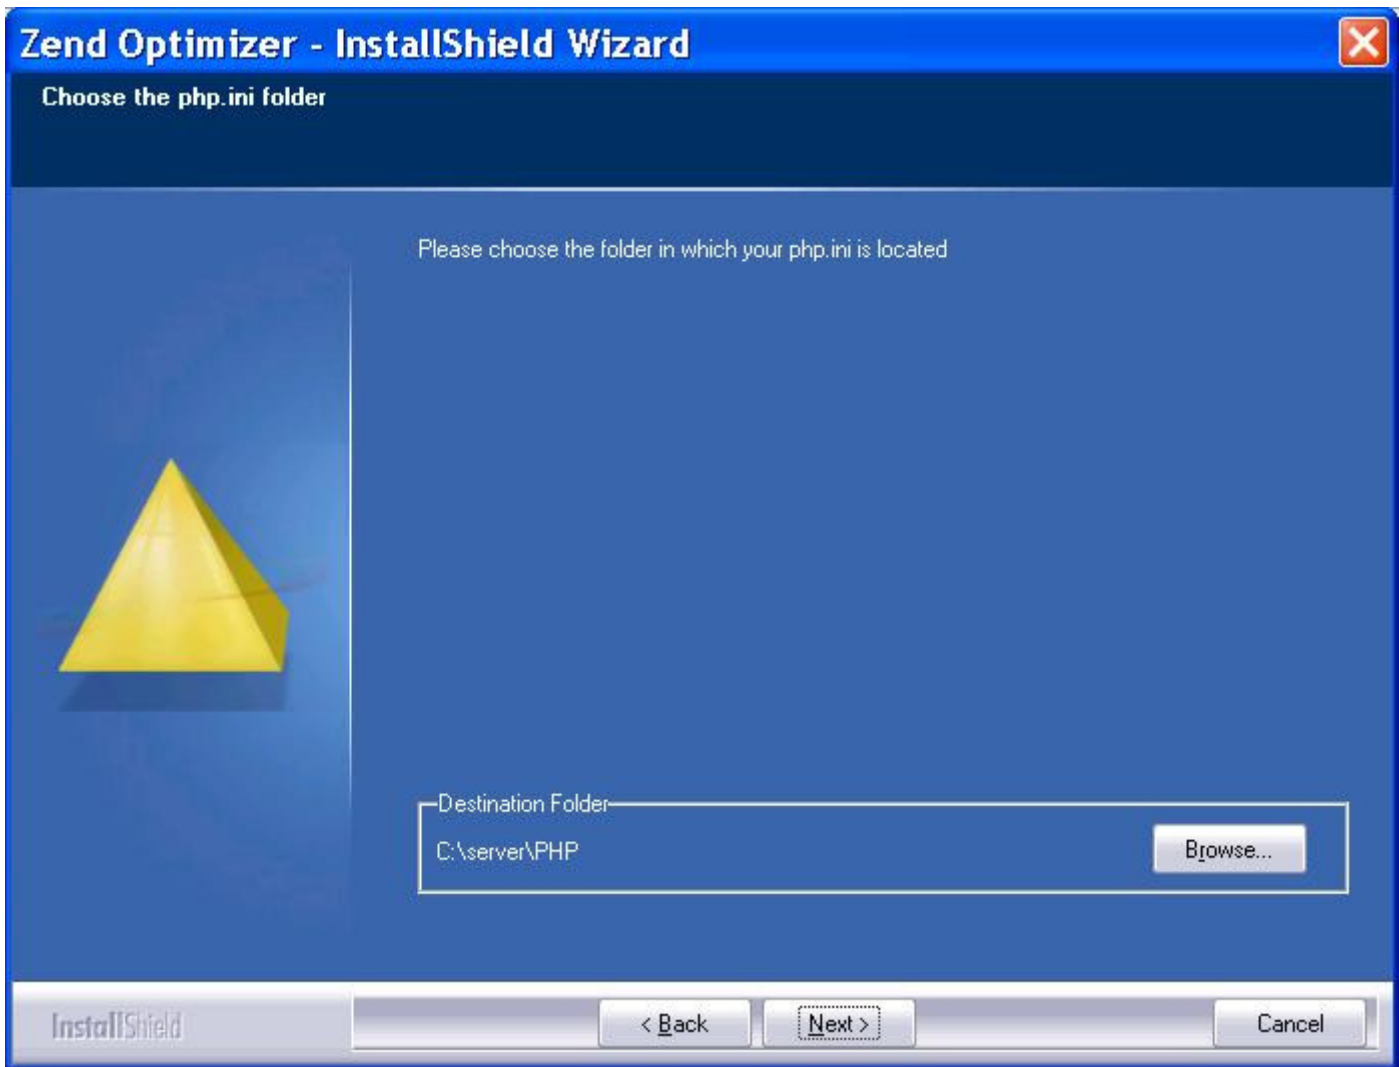 Zend Optimizer - InstallShield Wizard
Choose the php.ini folder
Please choose the folder in which your php.ini is located
Destination Folder
C:\server\PHP
Browse...
InstallShield
< Back
Next >
Cancel